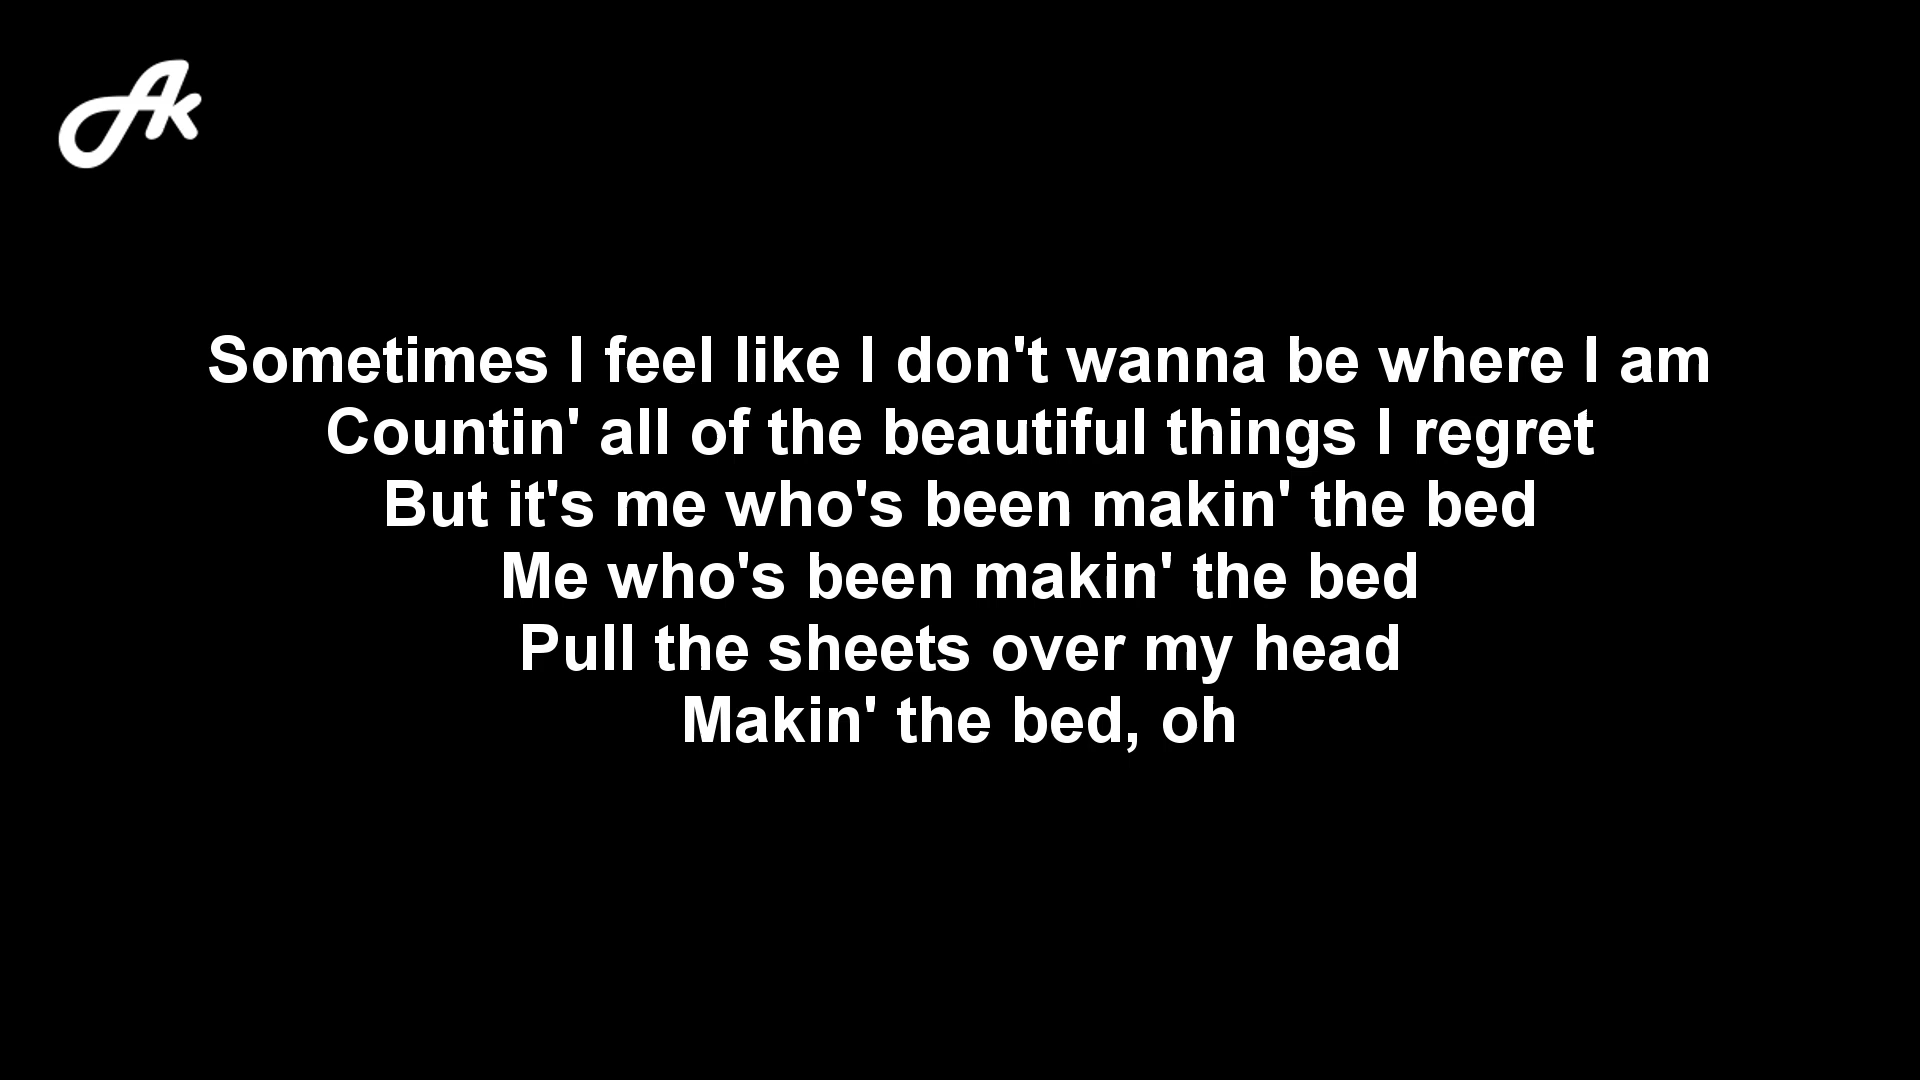 Ak
Sometimes I feel like I don't wanna be where I am
Countin' all of the beautiful things I regret
But it's me who's been makin' the bed
Me who's been makin' the bed
Pull the sheets over my head
Makin' the bed, oh